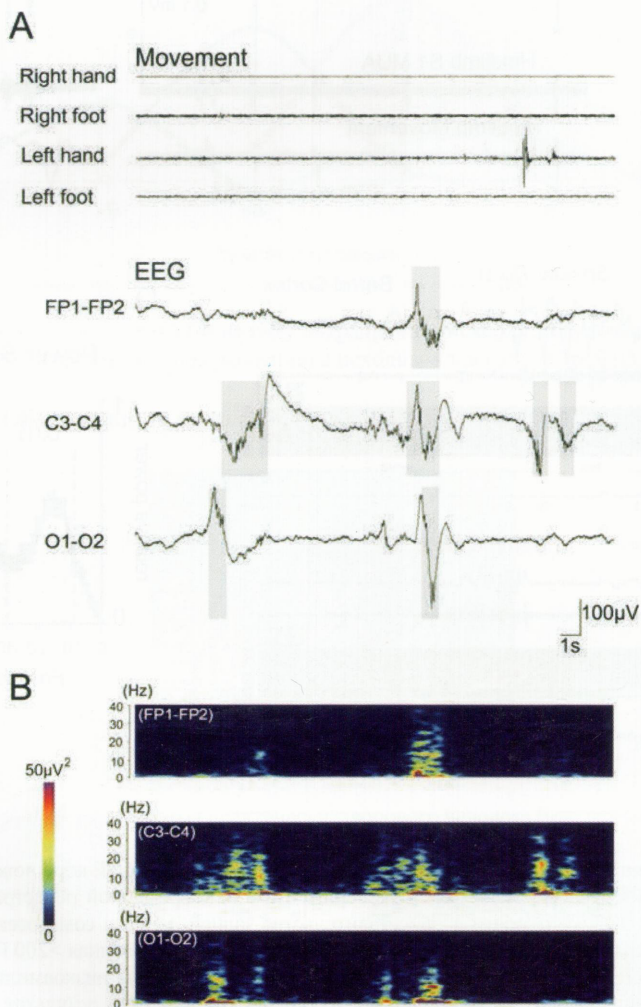 A
Movement
Right hand
Right foot
Left hand
Left foot
EEG
FP1-FP2
C3-C4
O1-O2
100µV
1s
B
(Hz)
40
30
20
10
0
(FP1-FP2)
50µV²
0
(Hz)
40
30
20
10
0
(C3-C4)
(Hz)
40
30
20
10
0
(O1-O2)